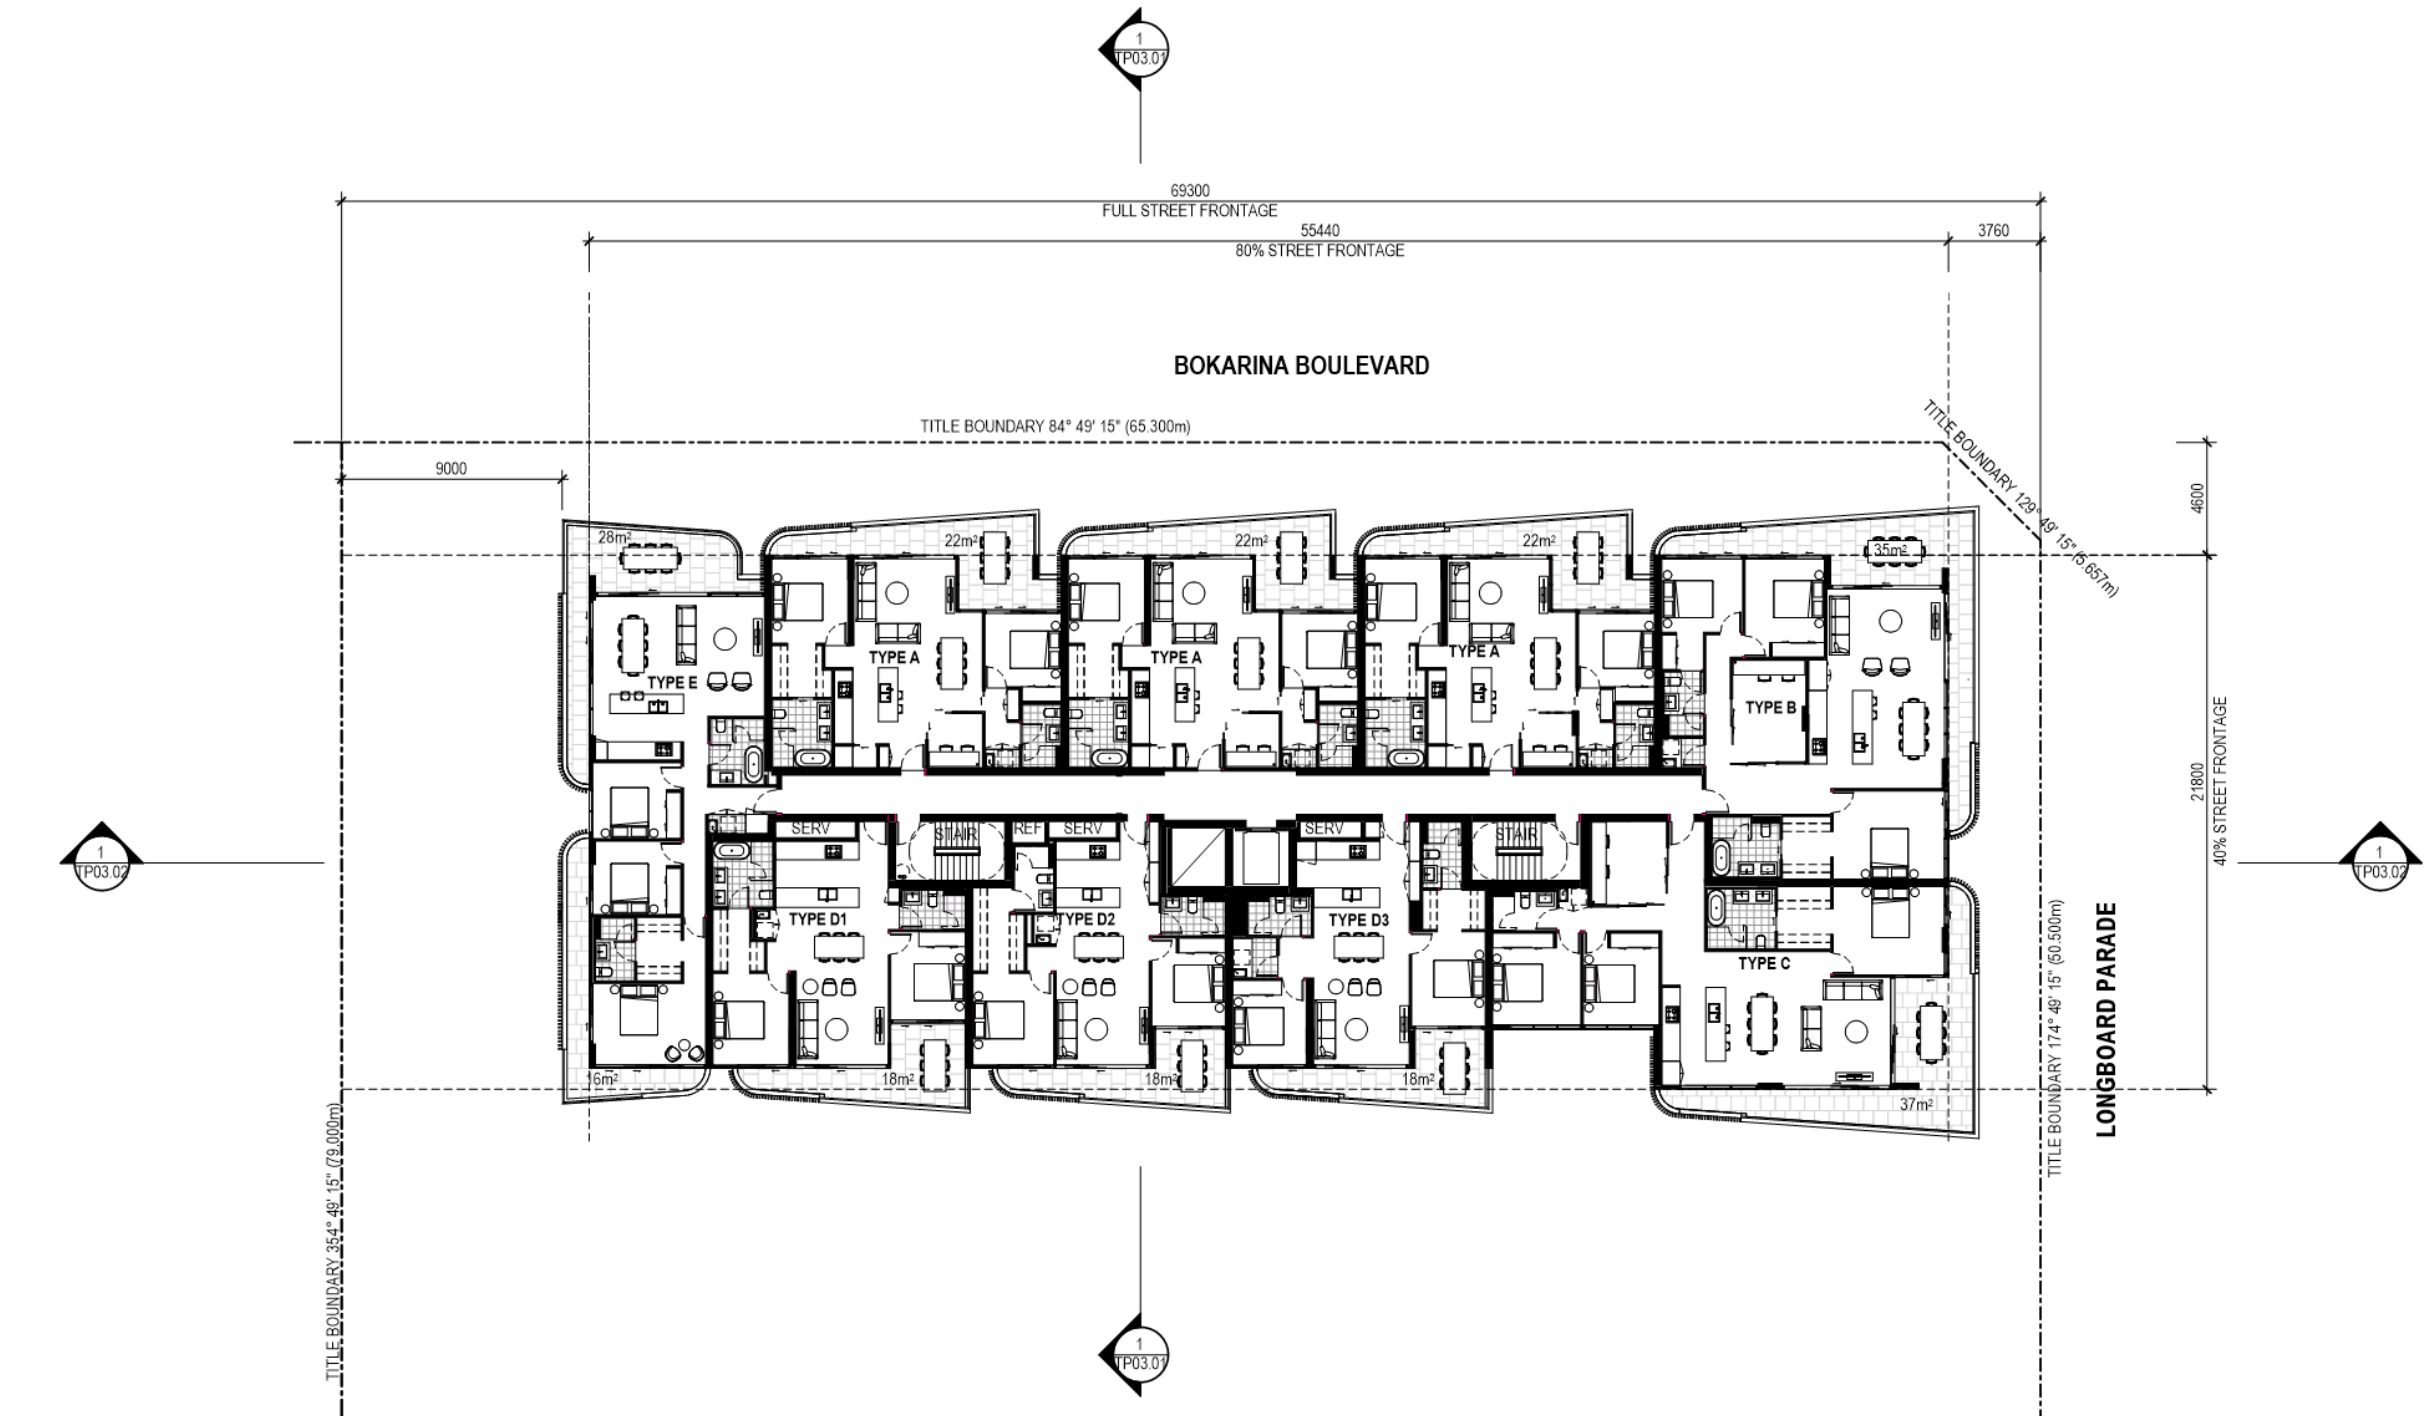 1
TP03.01
69300
FULL STREET FRONTAGE
55440
3760
80% STREET FRONTAGE
BOKARINA BOULEVARD
TITLE BOUNDARY 84° 49' 15" (65.300m)
TITLE BOUNDARY 129° 49' 15" (5.657m)
9000
4600
28m²
22m²
22m²
22m²
35m²
TYPE A
TYPE A
TYPE A
TYPE E
TYPE B
21800
40% STREET FRONTAGE
SERV
STAIR
REF
SERV
SERV
STAIR
1
TP03.02
1
TP03.02
TYPE D1
TYPE D2
TYPE D3
TYPE C
LONGBOARD PARADE
TITLE BOUNDARY 174° 49' 15" (50.500m)
16m²
18m²
18m²
18m²
37m²
TITLE BOUNDARY 354° 49' 15" (79.000m)
1
TP03.01